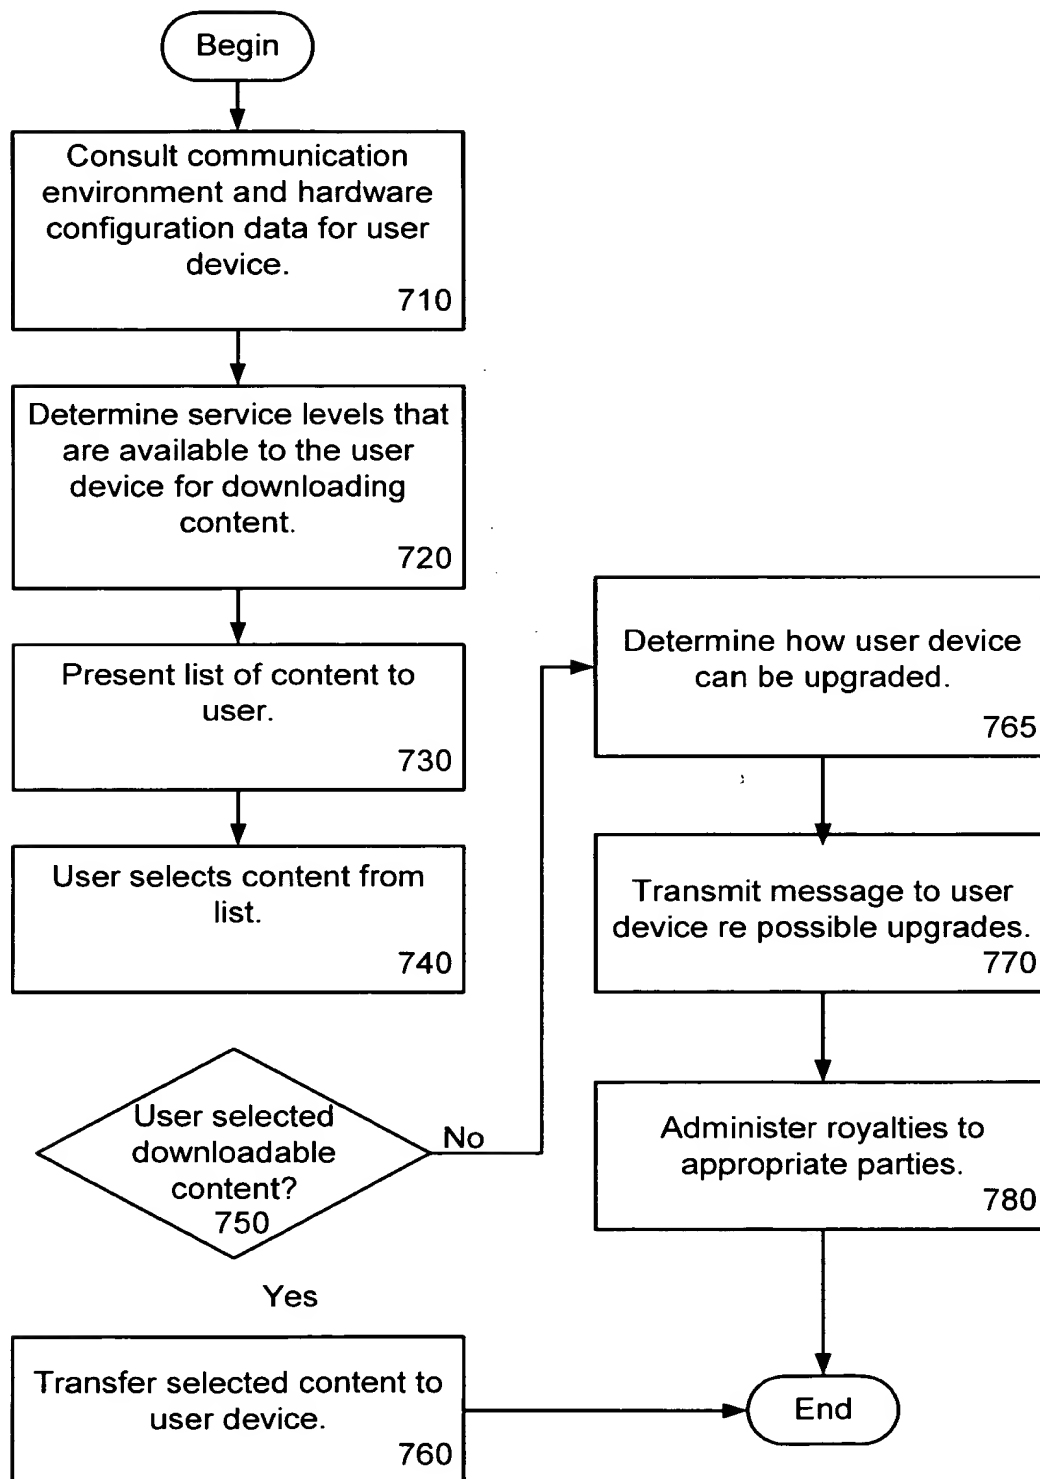 Begin
Consult communication
environment and hardware
configuration data for user
device.
710
Determine service levels that
are available to the user
device for downloading
content.
720
Present list of content to
user.
730
User selects content from
list.
740
User selected
downloadable
content?
750
No
Yes
Transfer selected content to
user device.
760
Determine how user device
can be upgraded.
765
Transmit message to user
device re possible upgrades.
770
Administer royalties to
appropriate parties.
780
End